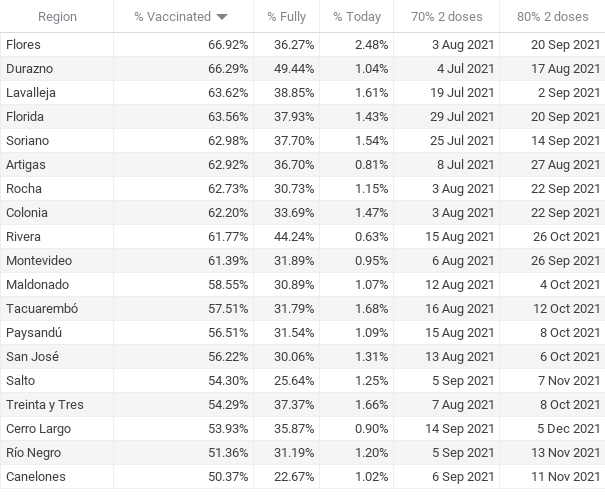 Region % Vaccinated % Fully % Today 70% 2 doses 80% 2 doses
Flores 66.92% 36.27% 2.48% 3 Aug 2021 20 Sep 2021
Durazno 66.29% 49.44% 1.04% 4 Jul 2021 17 Aug 2021
Lavalleja 63.62% 38.85% 1.61% 19 Jul 2021 2 Sep 2021
Florida 63.56% 37.93% 1.43% 29 Jul 2021 20 Sep 2021
Soriano 62.98% 37.70% 1.54% 25 Jul 2021 14 Sep 2021
Artigas 62.92% 36.70% 0.81% 8 Jul 2021 27 Aug 2021
Rocha 62.73% 30.73% 1.15% 3 Aug 2021 22 Sep 2021
Colonia 62.20% 33.69% 1.47% 3 Aug 2021 22 Sep 2021
Rivera 61.77% 44.24% 0.63% 15 Aug 2021 26 Oct 2021
Montevideo 61.39% 31.89% 0.95% 6 Aug 2021 26 Sep 2021
Maldonado 58.55% 30.89% 1.07% 12 Aug 2021 4 Oct 2021
Tacuarembó 57.51% 31.79% 1.68% 16 Aug 2021 12 Oct 2021
Paysandú 56.51% 31.54% 1.09% 15 Aug 2021 8 Oct 2021
San José 56.22% 30.06% 1.31% 13 Aug 2021 6 Oct 2021
Salto 54.30% 25.64% 1.25% 5 Sep 2021 7 Nov 2021
Treinta y Tres 54.29% 37.37% 1.66% 7 Aug 2021 8 Oct 2021
Cerro Largo 53.93% 35.87% 0.90% 14 Sep 2021 5 Dec 2021
Río Negro 51.36% 31.19% 1.20% 5 Sep 2021 13 Nov 2021
Canelones 50.37% 22.67% 1.02% 6 Sep 2021 11 Nov 2021